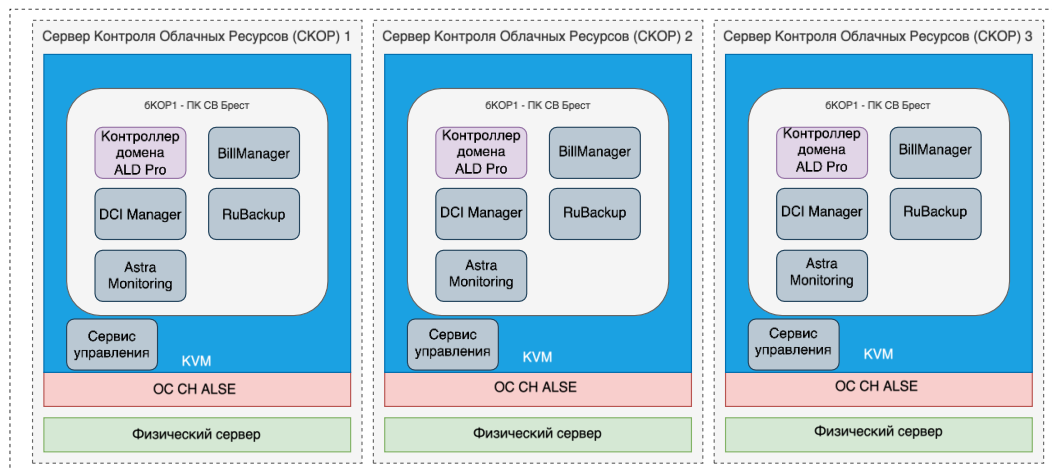 Сервер Контроля Облачных Ресурсов (СКОР) 1
бКОР1 - ПК СВ Брест
Контроллер
домена
ALD Pro
BillManager
DCI Manager
RuBackup
Astra
Monitoring
Сервис
управления
KVM
ОС СН ALSE
Физический сервер
Сервер Контроля Облачных Ресурсов (СКОР) 2
бКОР1 - ПК СВ Брест
Контроллер
домена
ALD Pro
BillManager
DCI Manager
RuBackup
Astra
Monitoring
Сервис
управления
KVM
ОС СН ALSE
Физический сервер
Сервер Контроля Облачных Ресурсов (СКОР) 3
бКОР1 - ПК СВ Брест
Контроллер
домена
ALD Pro
BillManager
DCI Manager
RuBackup
Astra
Monitoring
Сервис
управления
KVM
ОС СН ALSE
Физический сервер